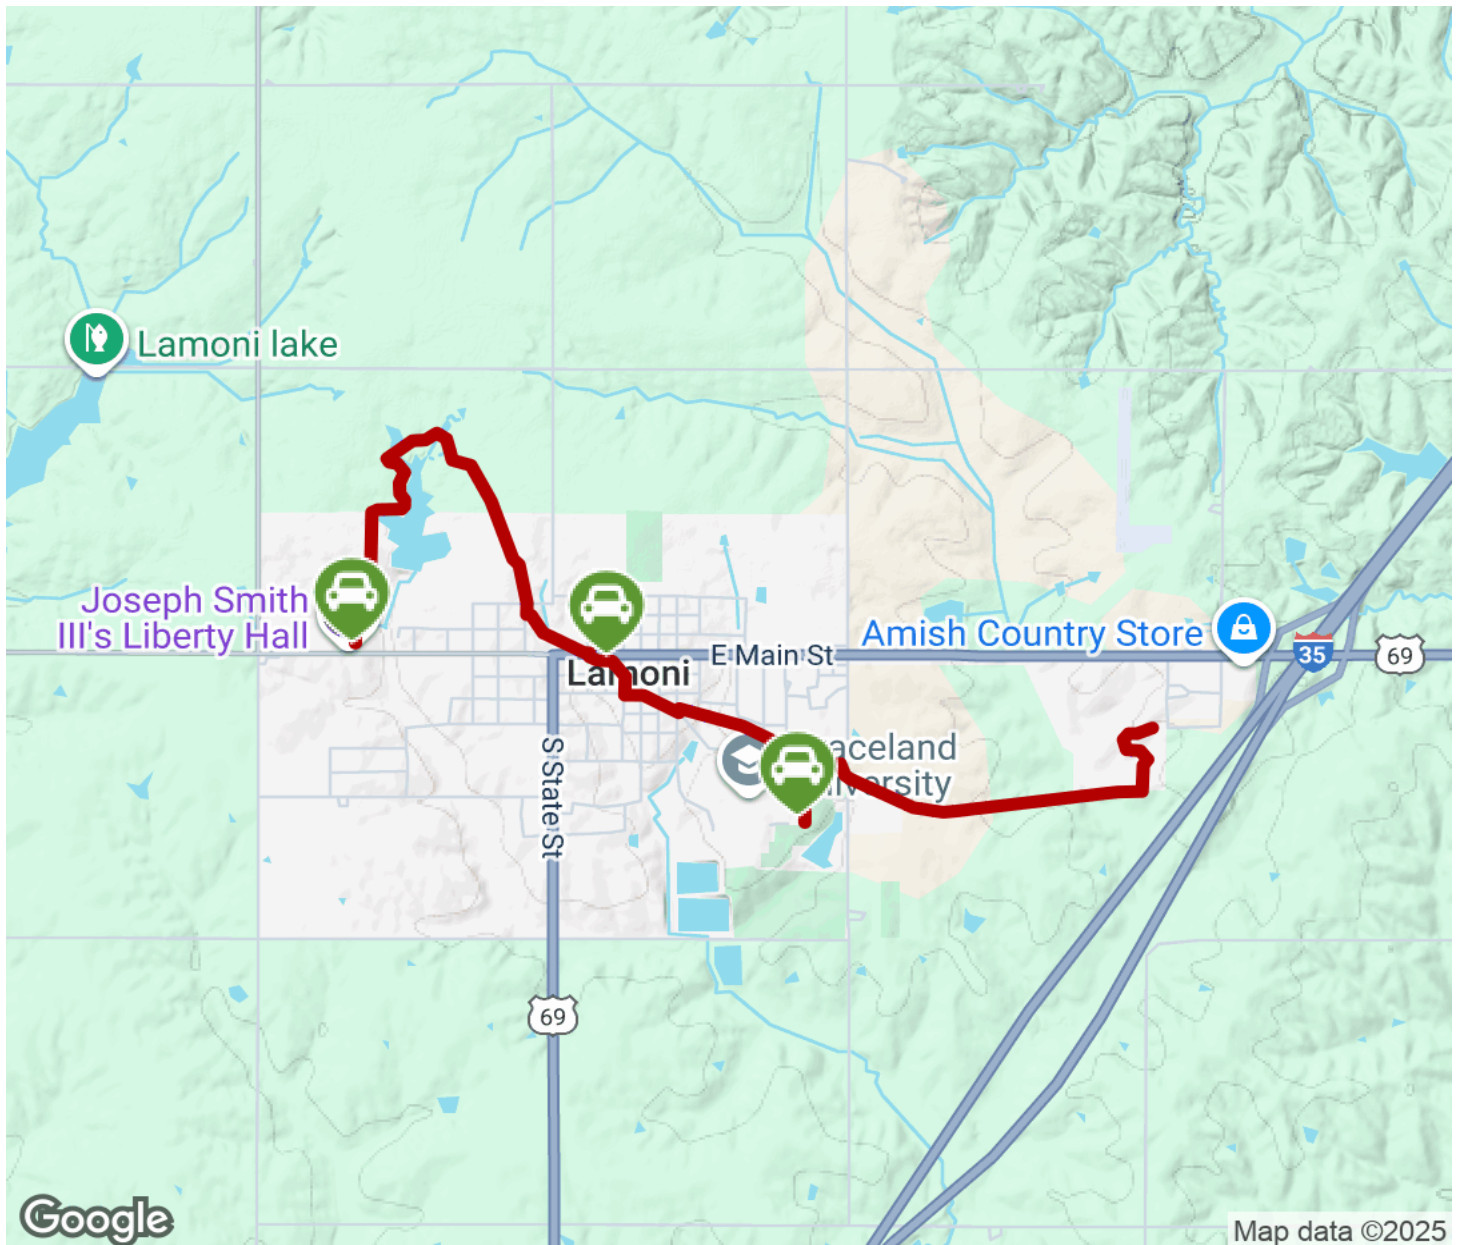 Lamoni lake
Joseph Smith
III's Liberty Hall
Amish Country Store
35
69
E Main St
Lamoni
S State St
69
Google
Map data ©2025